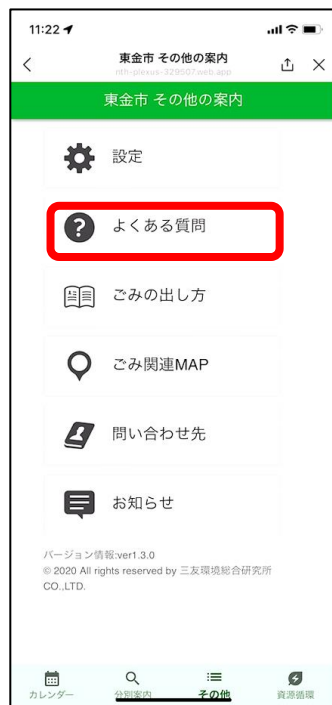 11:22
東金市 その他の案内
nth-plexus-329507.web.app
東金市 その他の案内
設定
よくある質問
ごみの出し方
ごみ関連MAP
問い合わせ先
お知らせ
バージョン情報:ver1.3.0
© 2020 All rights reserved by 三友環境総合研究所
CO.,LTD.
カレンダー
分別案内
その他
資源循環